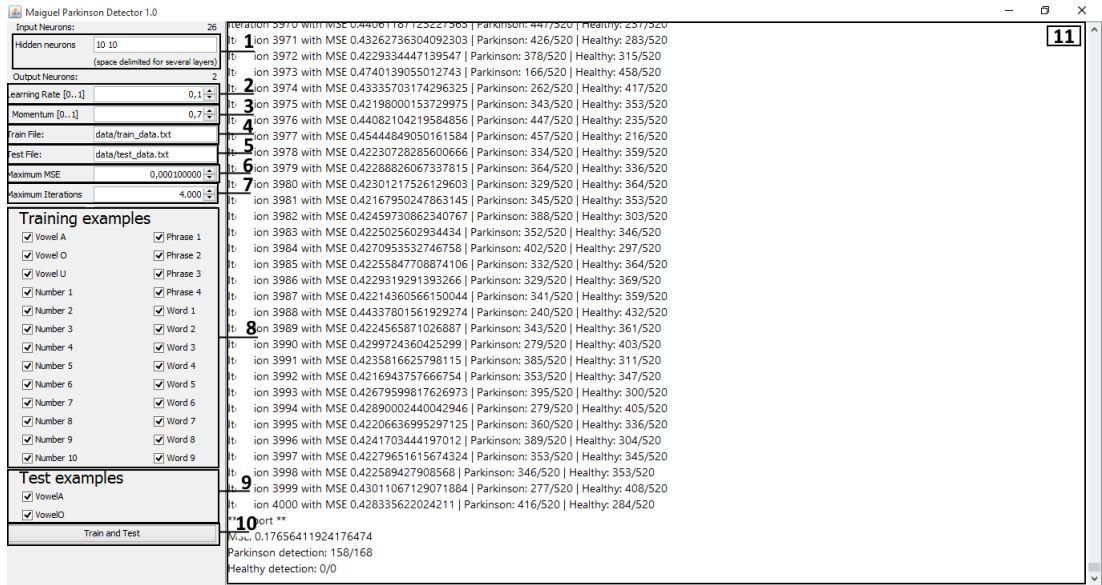 Maiguel Parkinson Detector 1.0
Input Neurons: 26
Hidden neurons 10 10
(space delimited for several layers)
1
Output Neurons: 2
Learning Rate [0..1] 0,1
2
Momentum [0..1] 0,7
3
Train File: data/train_data.txt
4
Test File: data/test_data.txt
5
Maximum MSE 0,000100000
6
Maximum Iterations 4.000
7
Training examples
Vowel A Phrase 1
Vowel O Phrase 2
Vowel U Phrase 3
Number 1 Phrase 4
Number 2 Word 1
Number 3 Word 2
Number 4 Word 3
Number 5 Word 4
Number 6 Word 5
Number 7 Word 6
Number 8 Word 7
Number 9 Word 8
Number 10 Word 9
8
Test examples
VowelA
VowelO
9
Train and Test
10
11
Iteration 3970 with MSE 0.44061187123227563 | Parkinson: 447/520 | Healthy: 237/520
ion 3971 with MSE 0.43262736304092303 | Parkinson: 426/520 | Healthy: 283/520
ion 3972 with MSE 0.4229334447139547 | Parkinson: 378/520 | Healthy: 315/520
ion 3973 with MSE 0.4740139055012743 | Parkinson: 166/520 | Healthy: 458/520
ion 3974 with MSE 0.43335703174296325 | Parkinson: 262/520 | Healthy: 417/520
ion 3975 with MSE 0.42198000153729975 | Parkinson: 343/520 | Healthy: 353/520
ion 3976 with MSE 0.44082104219584856 | Parkinson: 447/520 | Healthy: 235/520
ion 3977 with MSE 0.45444849050161584 | Parkinson: 457/520 | Healthy: 216/520
ion 3978 with MSE 0.42230728285600666 | Parkinson: 334/520 | Healthy: 359/520
ion 3979 with MSE 0.42288826067337815 | Parkinson: 364/520 | Healthy: 336/520
ion 3980 with MSE 0.42301217526129603 | Parkinson: 329/520 | Healthy: 364/520
ion 3981 with MSE 0.42167950247863145 | Parkinson: 345/520 | Healthy: 353/520
ion 3982 with MSE 0.42459730862340767 | Parkinson: 388/520 | Healthy: 303/520
ion 3983 with MSE 0.4225025602934434 | Parkinson: 352/520 | Healthy: 346/520
ion 3984 with MSE 0.4270953532746758 | Parkinson: 402/520 | Healthy: 297/520
ion 3985 with MSE 0.42255847708874106 | Parkinson: 332/520 | Healthy: 364/520
ion 3986 with MSE 0.4229319291393266 | Parkinson: 329/520 | Healthy: 369/520
ion 3987 with MSE 0.42214360566150044 | Parkinson: 341/520 | Healthy: 359/520
ion 3988 with MSE 0.44337801561929274 | Parkinson: 240/520 | Healthy: 432/520
ion 3989 with MSE 0.4224565871026887 | Parkinson: 343/520 | Healthy: 361/520
ion 3990 with MSE 0.4299724360425299 | Parkinson: 279/520 | Healthy: 403/520
ion 3991 with MSE 0.4235816625798115 | Parkinson: 385/520 | Healthy: 311/520
ion 3992 with MSE 0.4216943757666754 | Parkinson: 353/520 | Healthy: 347/520
ion 3993 with MSE 0.42679599817626973 | Parkinson: 395/520 | Healthy: 300/520
ion 3994 with MSE 0.42890002440042946 | Parkinson: 279/520 | Healthy: 405/520
ion 3995 with MSE 0.42206636995297125 | Parkinson: 360/520 | Healthy: 336/520
ion 3996 with MSE 0.4241703444197012 | Parkinson: 389/520 | Healthy: 304/520
ion 3997 with MSE 0.42279651615674324 | Parkinson: 353/520 | Healthy: 345/520
ion 3998 with MSE 0.422589427908568 | Parkinson: 346/520 | Healthy: 353/520
ion 3999 with MSE 0.43011067129071884 | Parkinson: 277/520 | Healthy: 408/520
ion 4000 with MSE 0.428335622024211 | Parkinson: 416/520 | Healthy: 284/520
ort **
MSE: 0.17656411924176474
Parkinson detection: 158/168
Healthy detection: 0/0